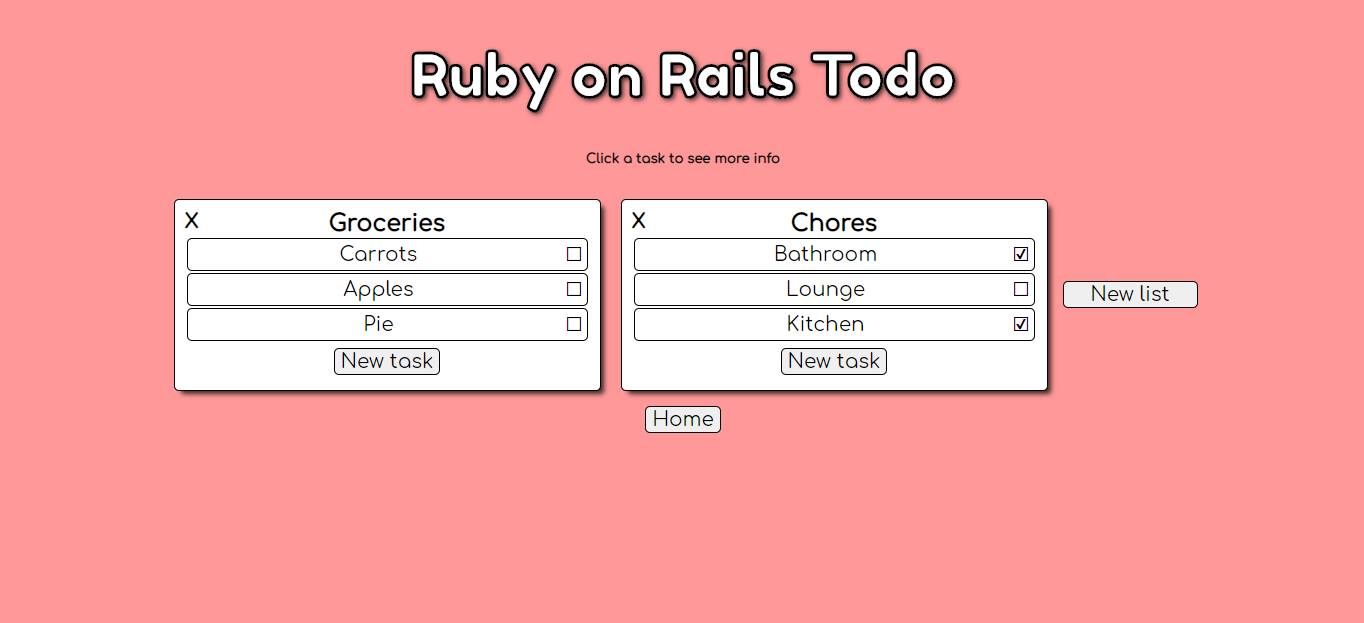 Ruby on Rails Todo
Click a task to see more info
X Groceries
Carrots ☐
Apples ☐
Pie ☐
New task
X Chores
Bathroom ☑
Lounge ☐
Kitchen ☑
New task
New list
Home